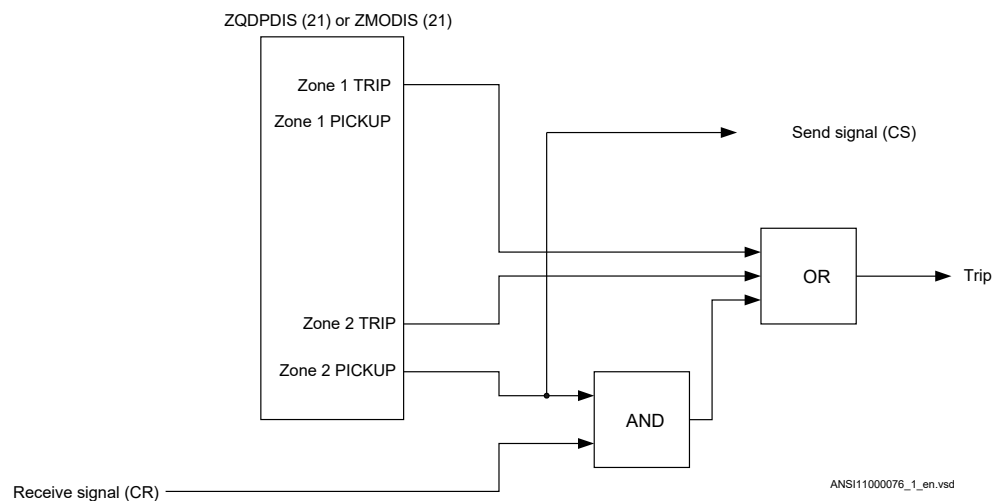 ZQDPDIS (21) or ZMODIS (21)
Zone 1 TRIP
Zone 1 PICKUP
Send signal (CS)
OR
Trip
Zone 2 TRIP
Zone 2 PICKUP
AND
Receive signal (CR)
ANSI11000076_1_en.vsd